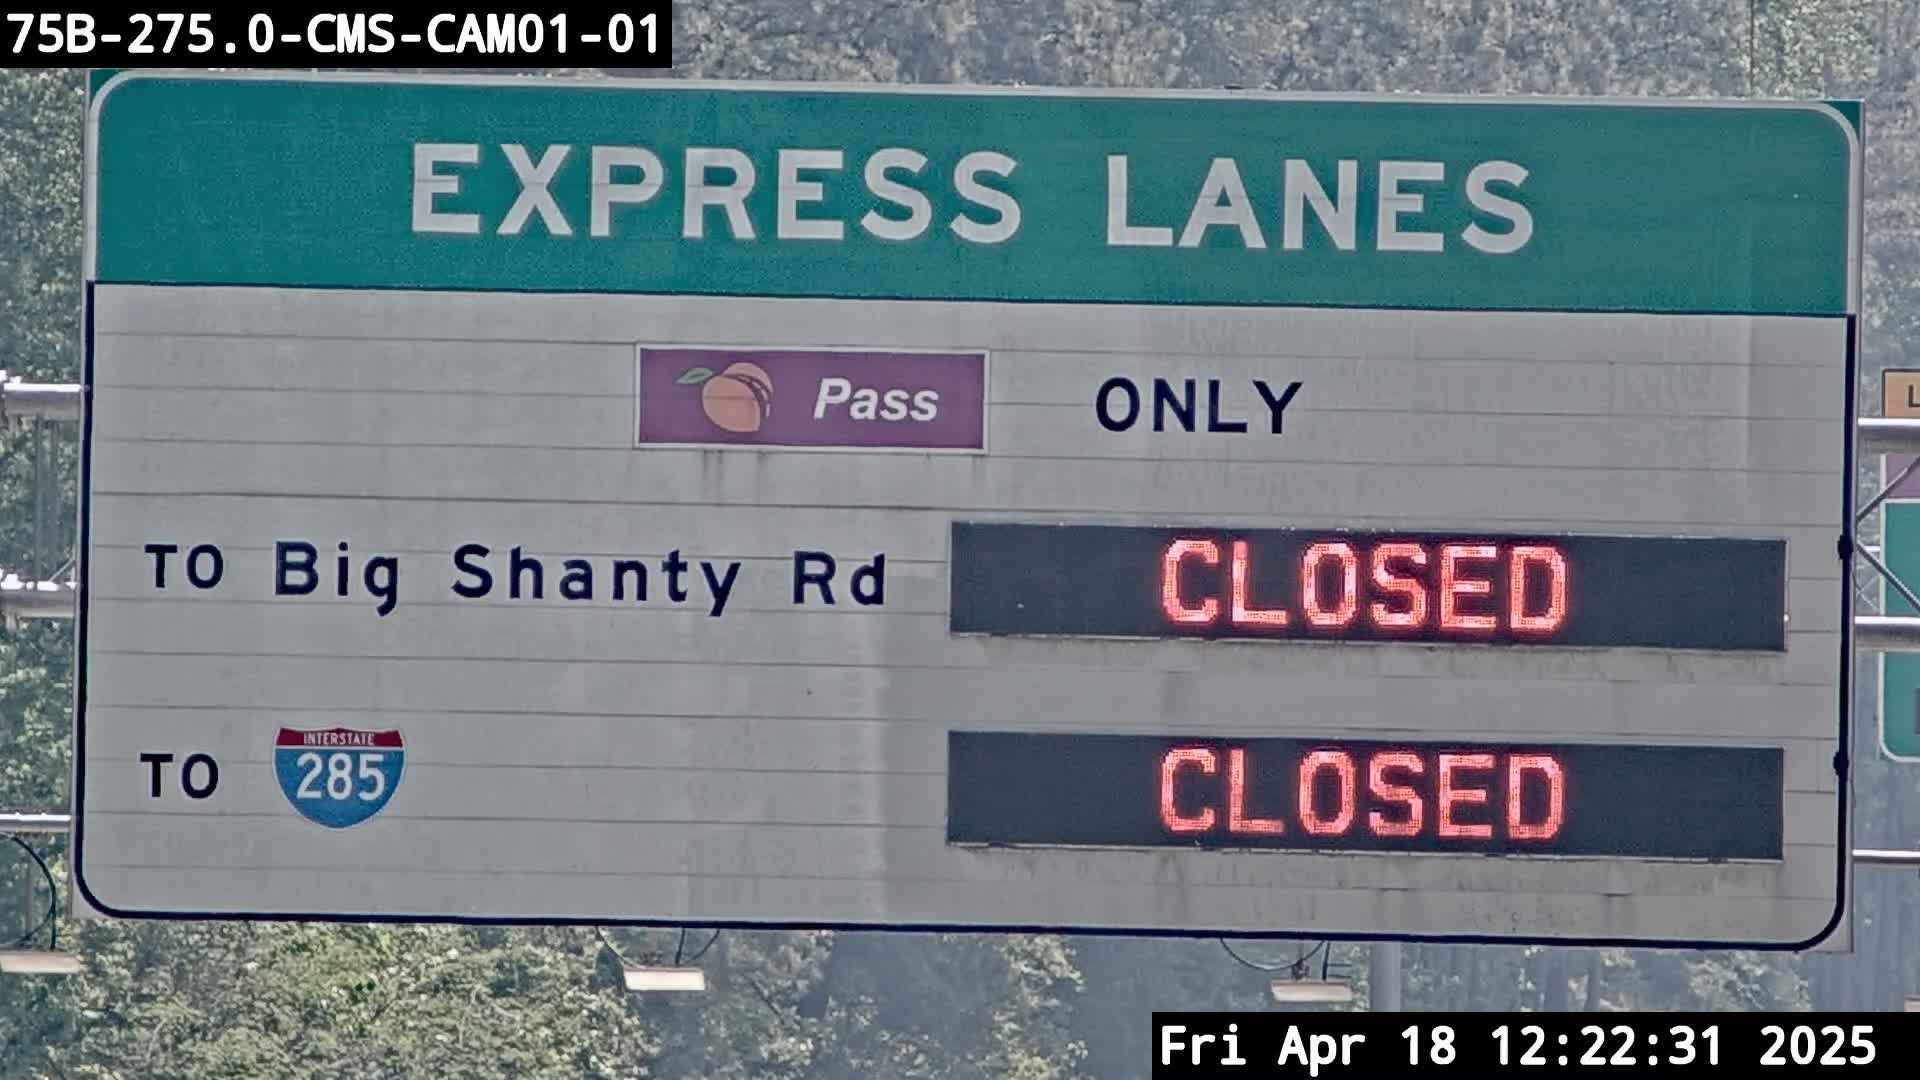 75B-275.0-CMS-CAM01-01
EXPRESS LANES
Pass ONLY
TO Big Shanty Rd CLOSED
TO INTERSTATE 285 CLOSED
Fri Apr 18 12:22:31 2025